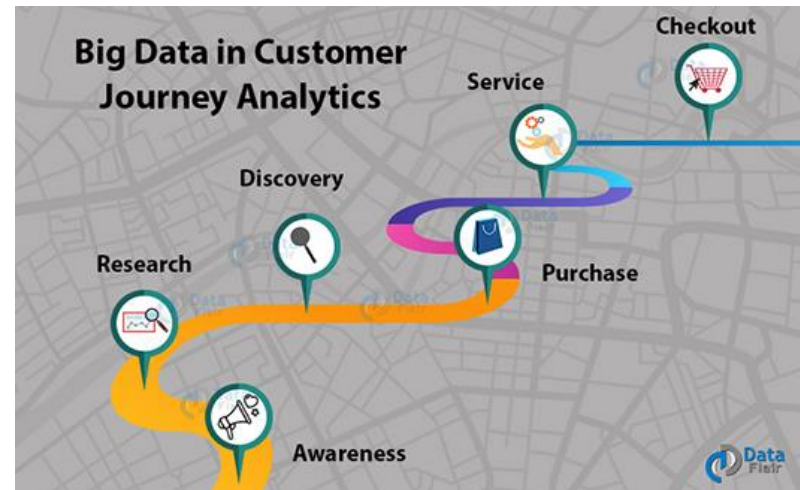 Big Data in Customer
Journey Analytics
Checkout
Service
Discovery
Research
Purchase
Awareness
Data
Flair